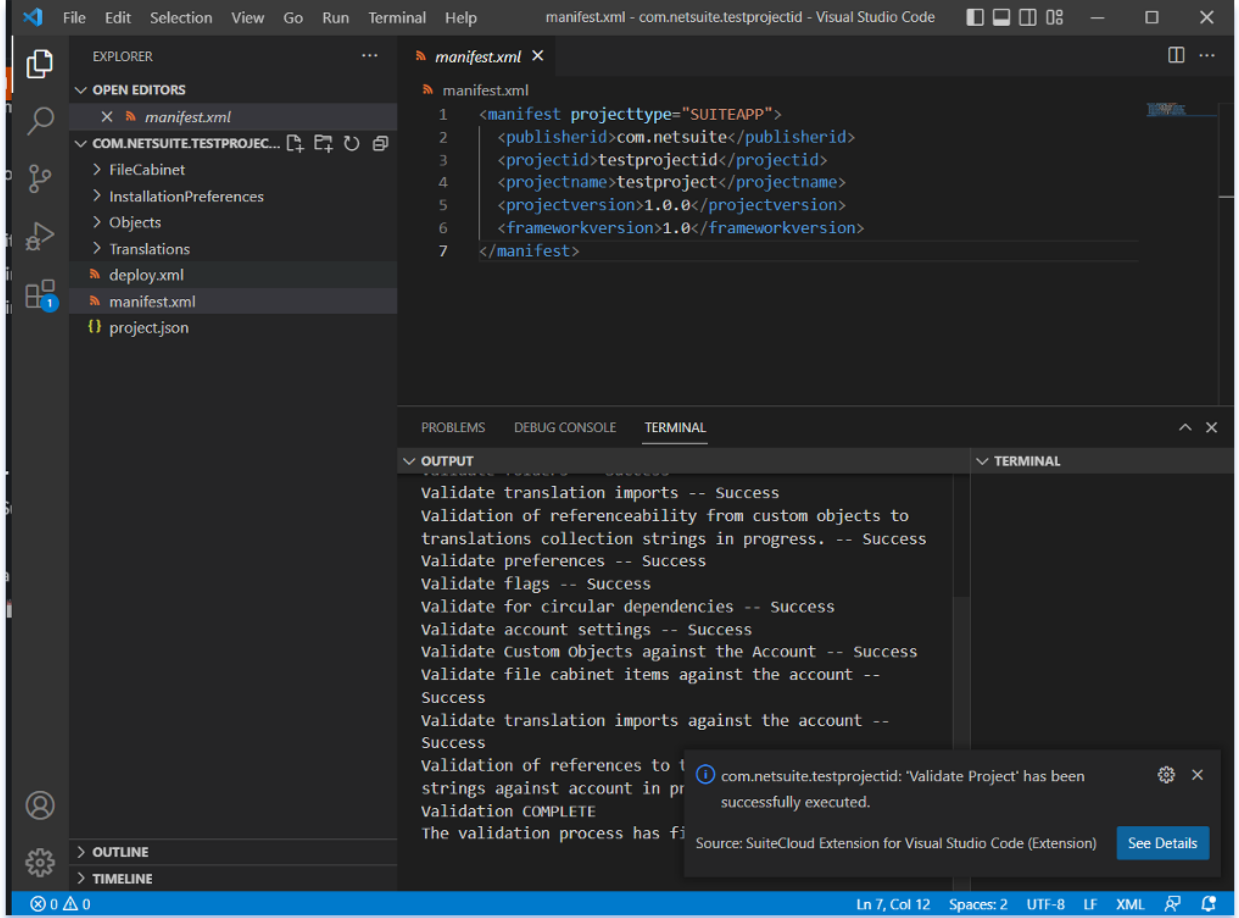 File Edit Selection View Go Run Terminal Help manifest.xml - com.netsuite.testprojectid - Visual Studio Code
EXPLORER
OPEN EDITORS
manifest.xml
COM.NETSUITE.TESTPROJEC...
FileCabinet
InstallationPreferences
Objects
Translations
deploy.xml
manifest.xml
{} project.json
OUTLINE
TIMELINE
1
manifest.xml
manifest.xml
1 <manifest projecttype="SUITEAPP">
2 <publisherid>com.netsuite</publisherid>
3 <projectid>testprojectid</projectid>
4 <projectname>testproject</projectname>
5 <projectversion>1.0.0</projectversion>
6 <frameworkversion>1.0</frameworkversion>
7 </manifest>
PROBLEMS DEBUG CONSOLE TERMINAL
OUTPUT
TERMINAL
Validate translation imports -- Success
Validation of referenceability from custom objects to
translations collection strings in progress. -- Success
Validate preferences -- Success
Validate flags -- Success
Validate for circular dependencies -- Success
Validate account settings -- Success
Validate Custom Objects against the Account -- Success
Validate file cabinet items against the account --
Success
Validate translation imports against the account --
Success
Validation of references to t
strings against account in pr
Validation COMPLETE
The validation process has fi
com.netsuite.testprojectid: 'Validate Project' has been
successfully executed.
Source: SuiteCloud Extension for Visual Studio Code (Extension)
See Details
0 0 Ln 7, Col 12 Spaces: 2 UTF-8 LF XML